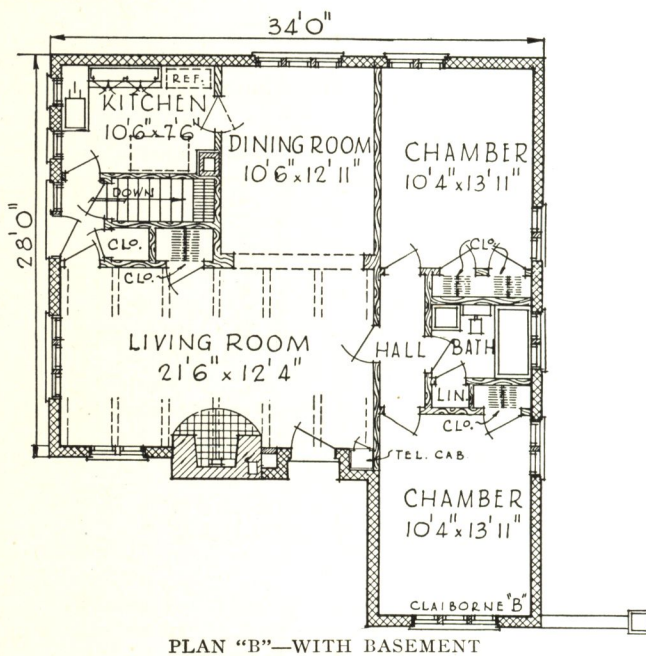 34'0"
28'0"
REF.
KITCHEN
10'6"x7'6"
DINING ROOM
10'6"x12'11"
CHAMBER
10'4"x13'11"
DOWN
CLO.
CLO.
CLO.
LIVING ROOM
21'6"x12'4"
HALL
BATH
LIN.
CLO.
TEL. CAB.
CHAMBER
10'4"x13'11"
CLAIBORNE "B"
PLAN "B"—WITH BASEMENT